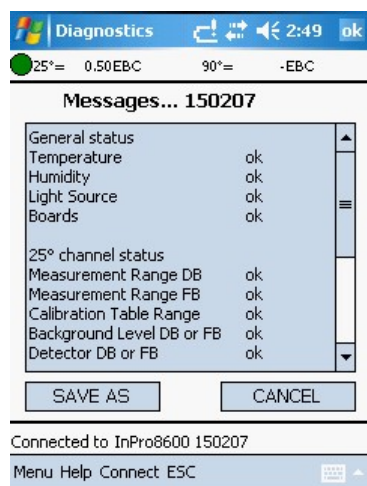 Diagnostics 2:49 ok
25°= 0.50EBC 90°= -EBC
Messages... 150207
General status
Temperature ok
Humidity ok
Light Source ok
Boards ok
25° channel status
Measurement Range DB ok
Measurement Range FB ok
Calibration Table Range ok
Background Level DB or FB ok
Detector DB or FB ok
SAVE AS CANCEL
Connected to InPro8600 150207
Menu Help Connect ESC